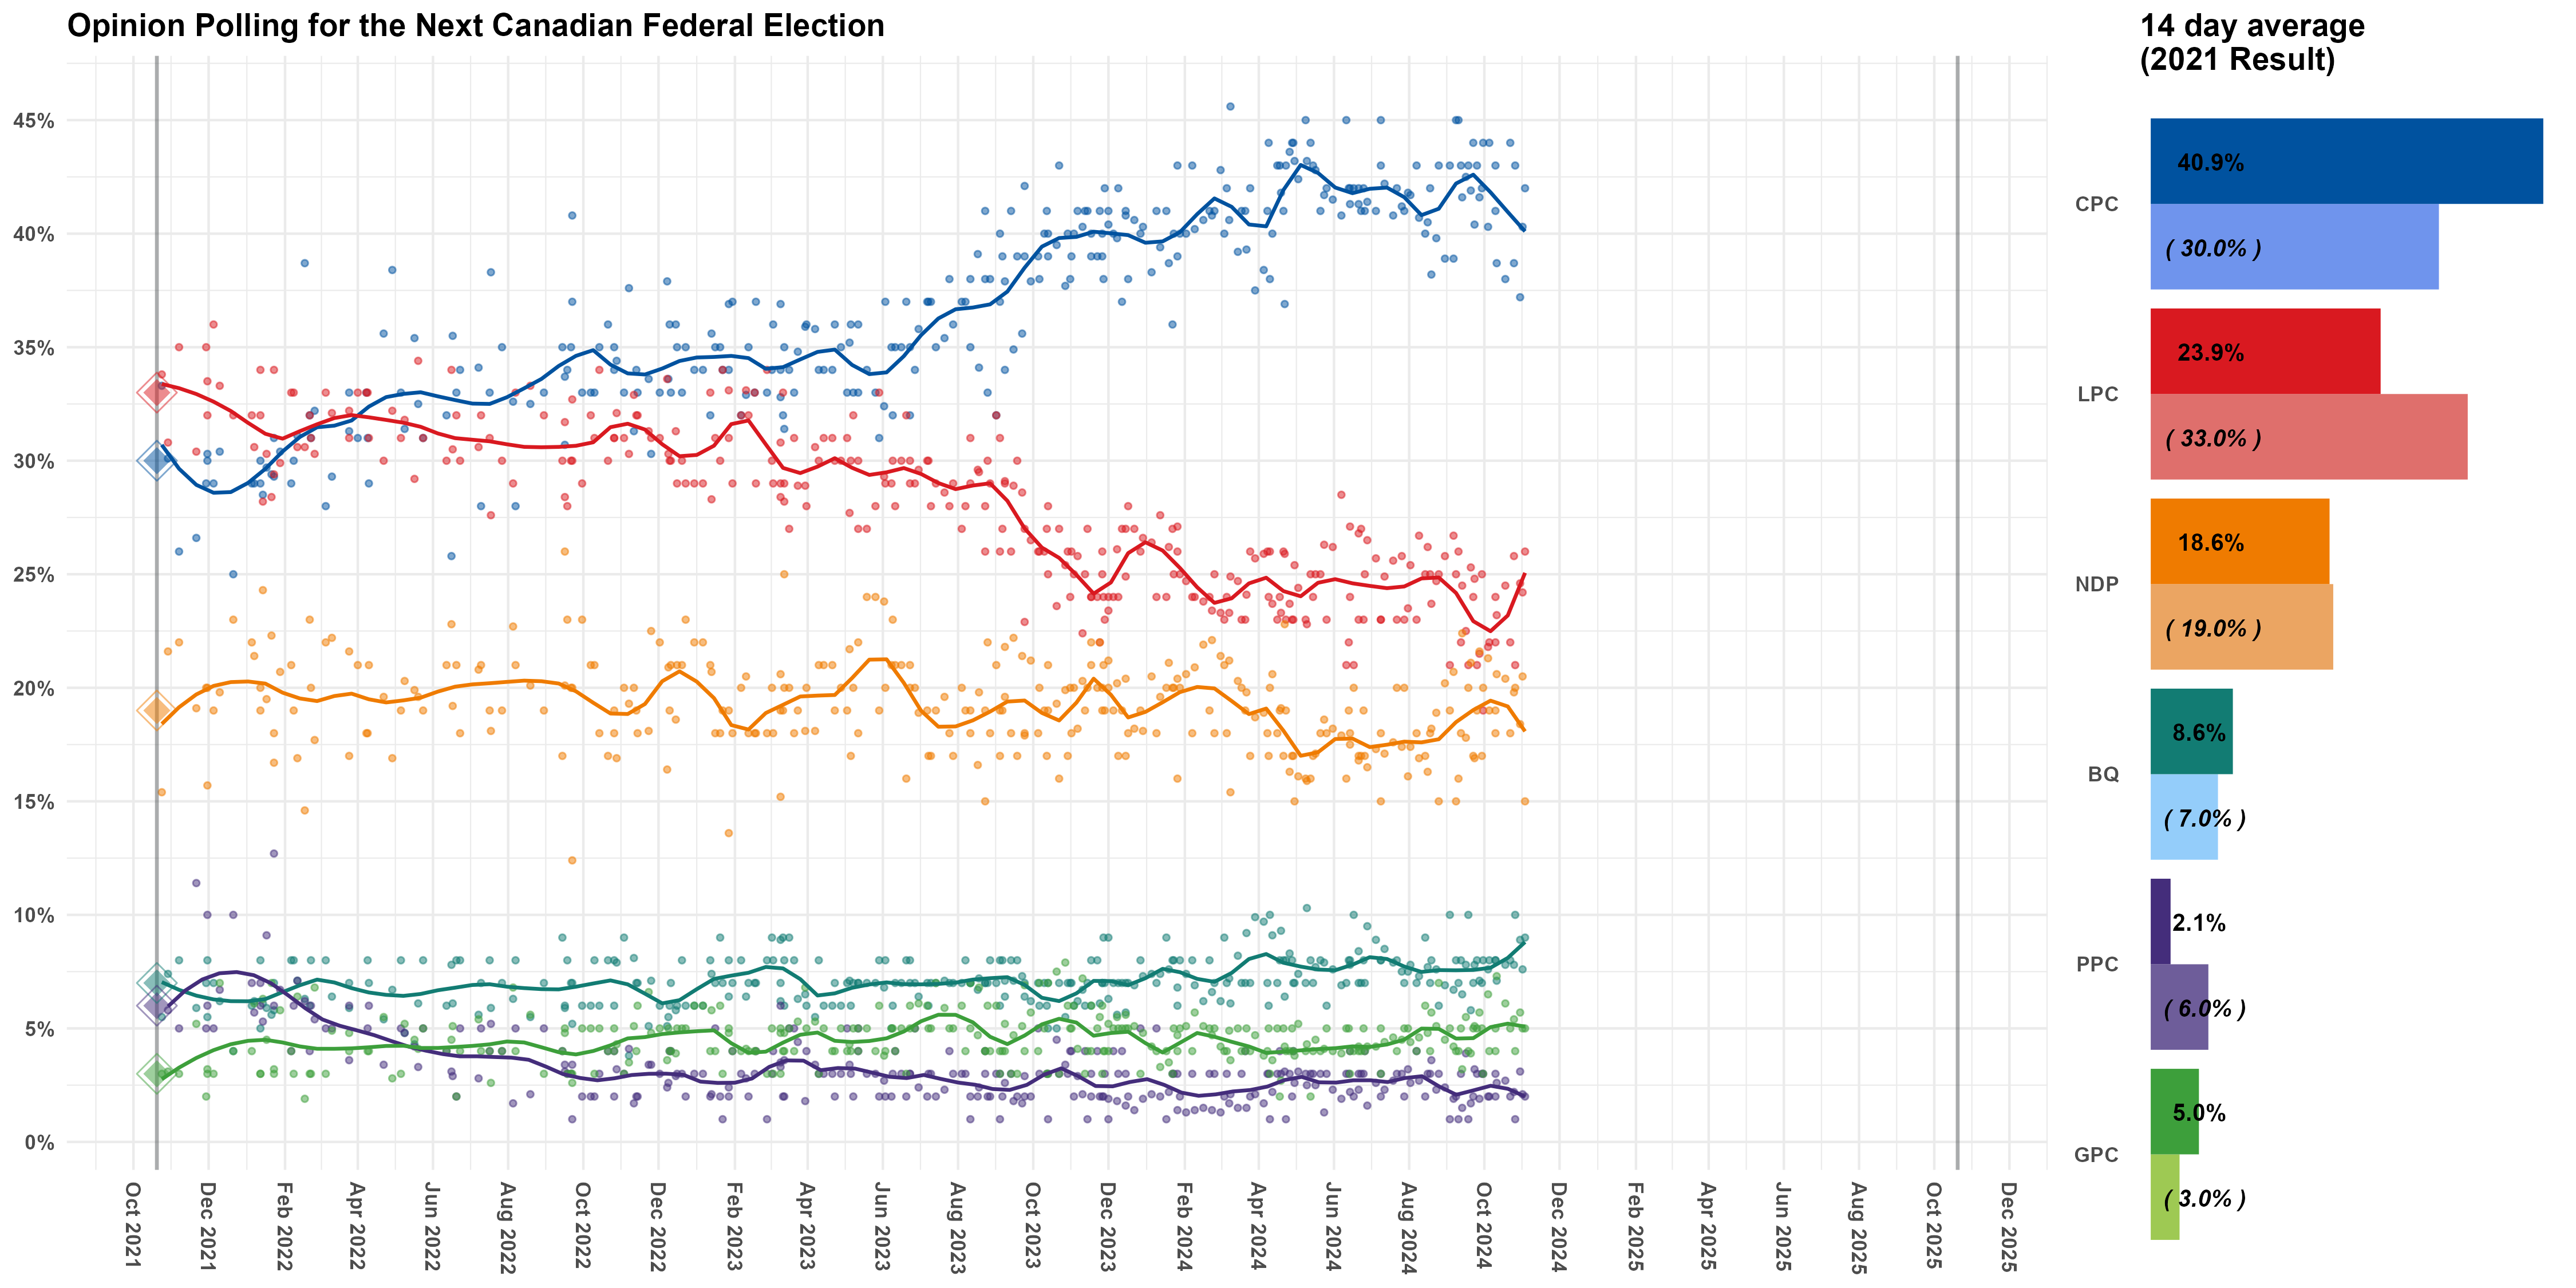 Opinion Polling for the Next Canadian Federal Election
14 day average
(2021 Result)
45%
40%
35%
30%
25%
20%
15%
10%
5%
0%
Oct 2021
Dec 2021
Feb 2022
Apr 2022
Jun 2022
Aug 2022
Oct 2022
Dec 2022
Feb 2023
Apr 2023
Jun 2023
Aug 2023
Oct 2023
Dec 2023
Feb 2024
Apr 2024
Jun 2024
Aug 2024
Oct 2024
Dec 2024
Feb 2025
Apr 2025
Jun 2025
Aug 2025
Oct 2025
Dec 2025
CPC
40.9%
( 30.0% )
LPC
23.9%
( 33.0% )
NDP
18.6%
( 19.0% )
BQ
8.6%
( 7.0% )
PPC
2.1%
( 6.0% )
GPC
5.0%
( 3.0% )